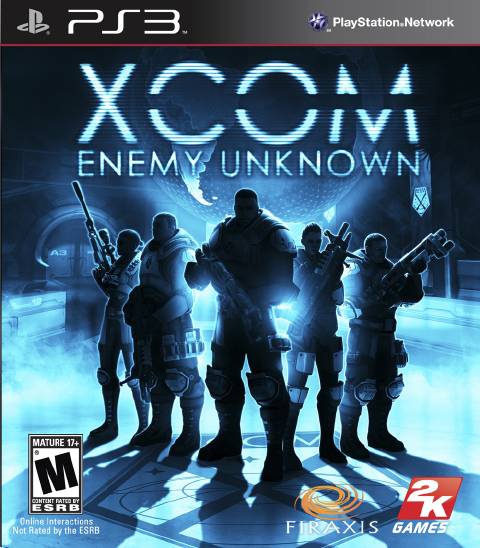 PS3
PlayStation®Network
XCOM
ENEMY UNKNOWN
A3
MATURE 17+
M
®
CONTENT RATED BY
ESRB
Online Interactions
Not Rated by the ESRB
FIRAXIS
2K
GAMES